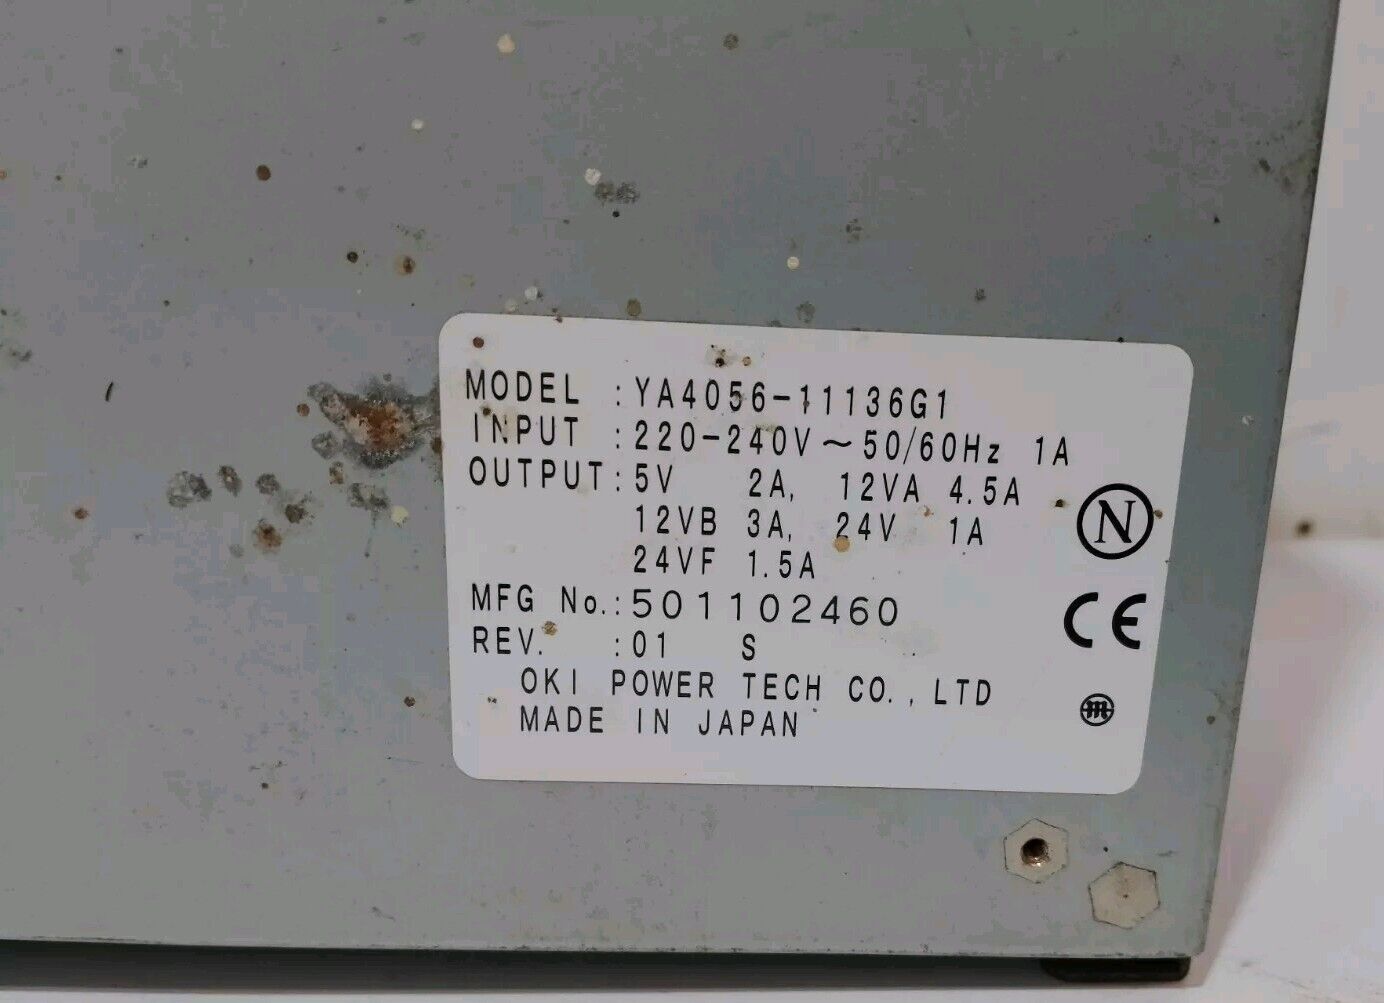 MODEL : YA4056-11136G1
INPUT : 220-240V ~ 50/60Hz 1A
OUTPUT : 5V 2A, 12VA 4.5A
12VB 3A, 24V 1A
24VF 1.5A
MFG No. : 501102460
REV. : 01 S
OKI POWER TECH CO., LTD
MADE IN JAPAN
N
CE